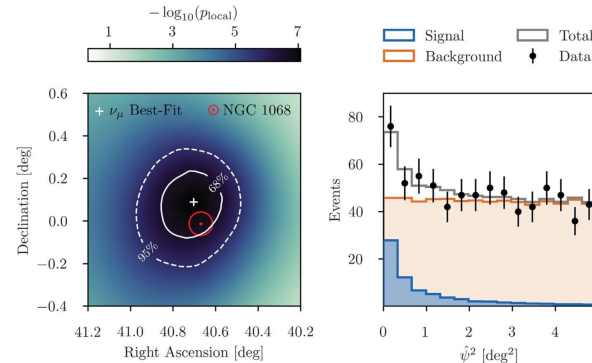 − log₁₀(p_local)
1 3 5 7
Signal Total
Background Data
+ ν_μ Best-Fit ⊙ NGC 1068
68%
95%
0.6
0.4
0.2
0.0
−0.2
−0.4
Declination [deg]
41.2 41.0 40.8 40.6 40.4 40.2
Right Ascension [deg]
80
60
40
20
Events
0 1 2 3 4
ψ̂² [deg²]